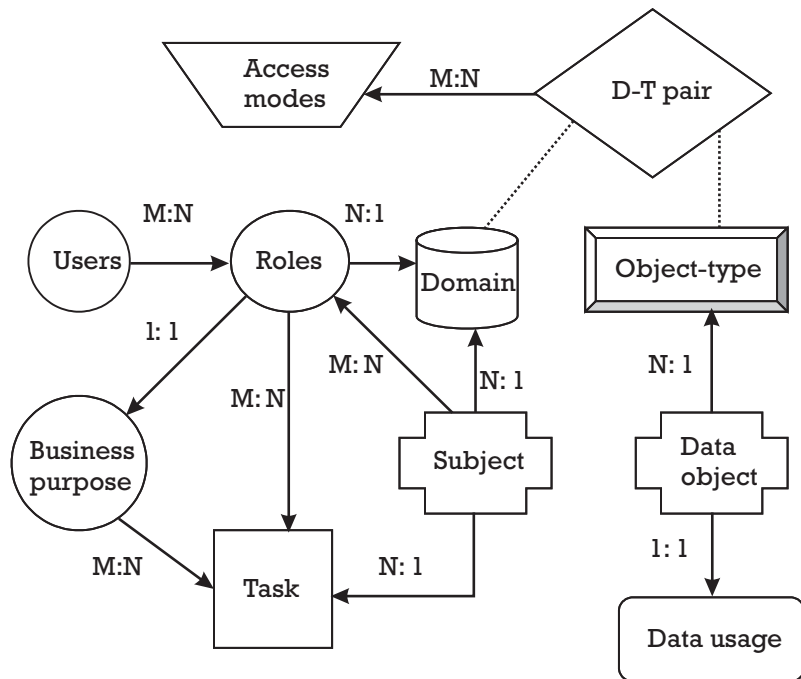 Access
modes
M:N
D-T pair
M:N
N:1
Users
Roles
Domain
Object-type
1: 1
M: N
M: N
N: 1
N: 1
Business
purpose
Subject
Data
object
M:N
Task
N: 1
1: 1
Data usage